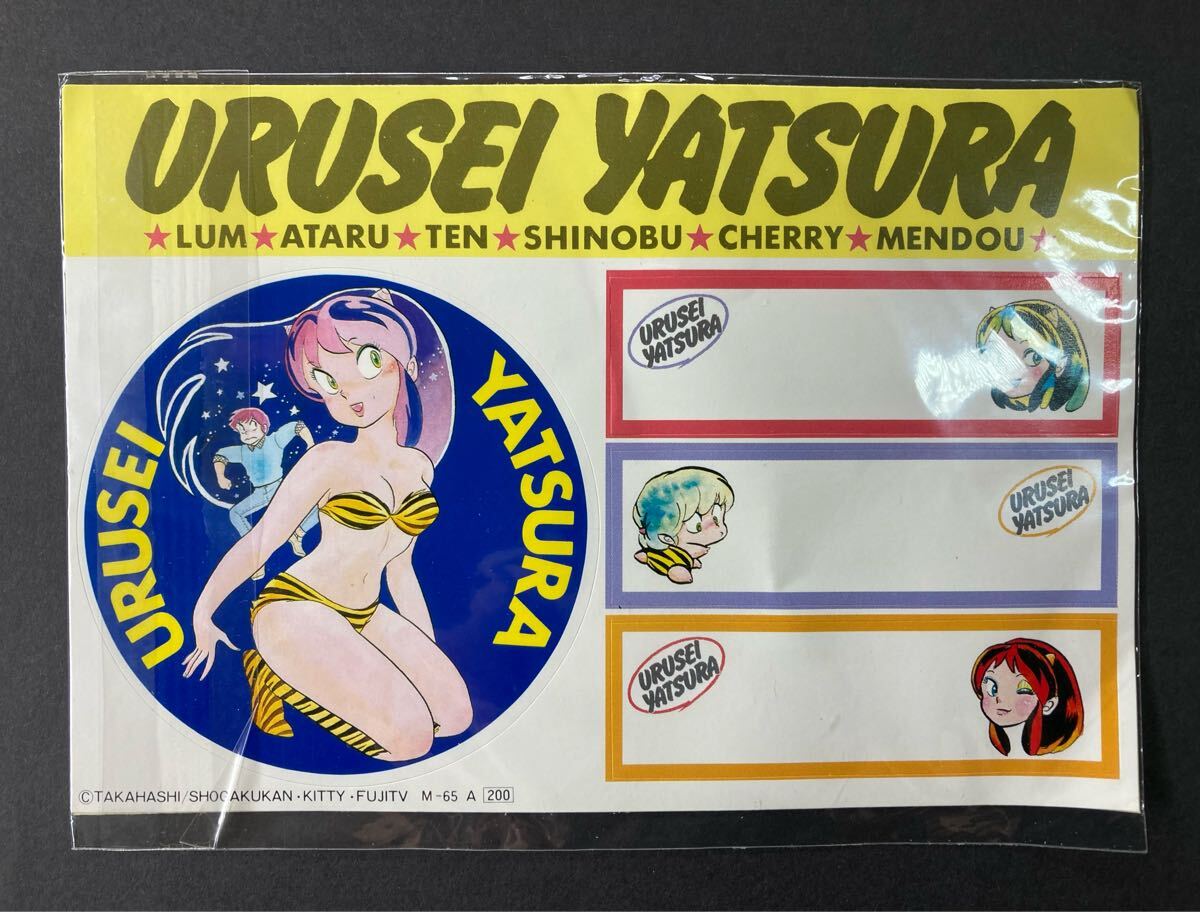 URUSEI YATSURA
★LUM★ATARU★TEN★SHINOBU★CHERRY★MENDOU★
URUSEI YATSURA
URUSEI
YATSURA
URUSEI
YATSURA
URUSEI
YATSURA
©TAKAHASHI/SHOGAKUKAN・KITTY・FUJITV M-65 A 200